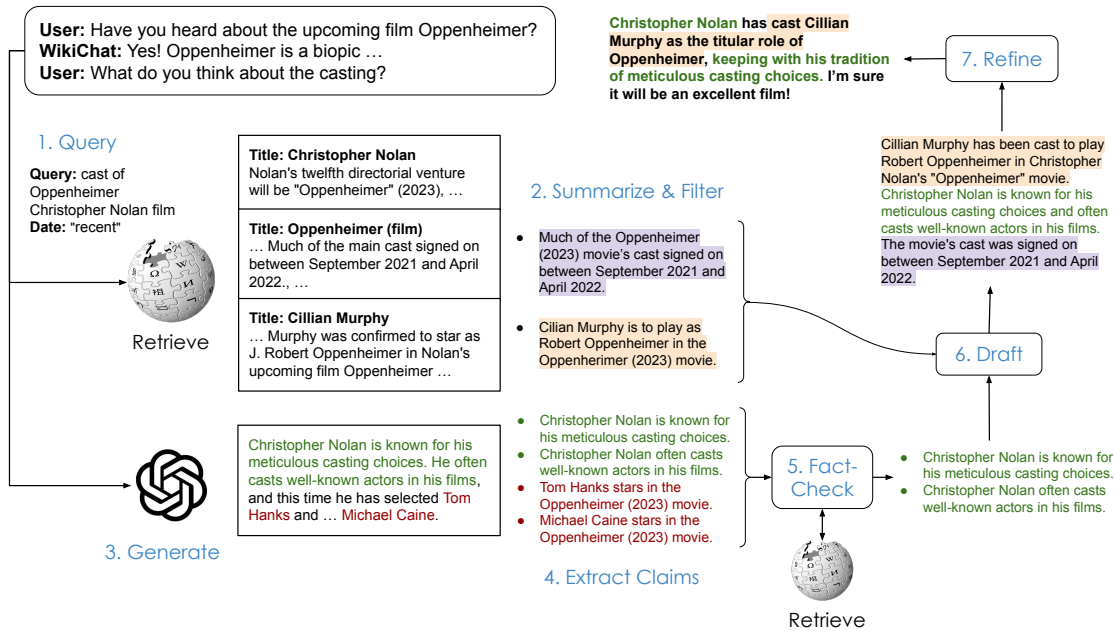 User: Have you heard about the upcoming film Oppenheimer?
WikiChat: Yes! Oppenheimer is a biopic …
User: What do you think about the casting?
Christopher Nolan has cast Cillian
Murphy as the titular role of
Oppenheimer, keeping with his tradition
of meticulous casting choices. I'm sure
it will be an excellent film!
7. Refine
1. Query
Query: cast of
Oppenheimer
Christopher Nolan film
Date: "recent"
Retrieve
Title: Christopher Nolan
Nolan's twelfth directorial venture
will be "Oppenheimer" (2023), …
Title: Oppenheimer (film)
… Much of the main cast signed on
between September 2021 and April
2022., …
Title: Cillian Murphy
… Murphy was confirmed to star as
J. Robert Oppenheimer in Nolan's
upcoming film Oppenheimer …
2. Summarize & Filter
● Much of the Oppenheimer
(2023) movie's cast signed on
between September 2021 and
April 2022.
● Cilian Murphy is to play as
Robert Oppenheimer in the
Oppenherimer (2023) movie.
Cillian Murphy has been cast to play
Robert Oppenheimer in Christopher
Nolan's "Oppenheimer" movie.
Christopher Nolan is known for his
meticulous casting choices and often
casts well-known actors in his films.
The movie's cast was signed on
between September 2021 and April
2022.
6. Draft
3. Generate
Christopher Nolan is known for his
meticulous casting choices. He often
casts well-known actors in his films,
and this time he has selected Tom
Hanks and … Michael Caine.
● Christopher Nolan is known for
his meticulous casting choices.
● Christopher Nolan often casts
well-known actors in his films.
● Tom Hanks stars in the
Oppenheimer (2023) movie.
● Michael Caine stars in the
Oppenheimer (2023) movie.
4. Extract Claims
5. Fact-
Check
Retrieve
● Christopher Nolan is known for
his meticulous casting choices.
● Christopher Nolan often casts
well-known actors in his films.